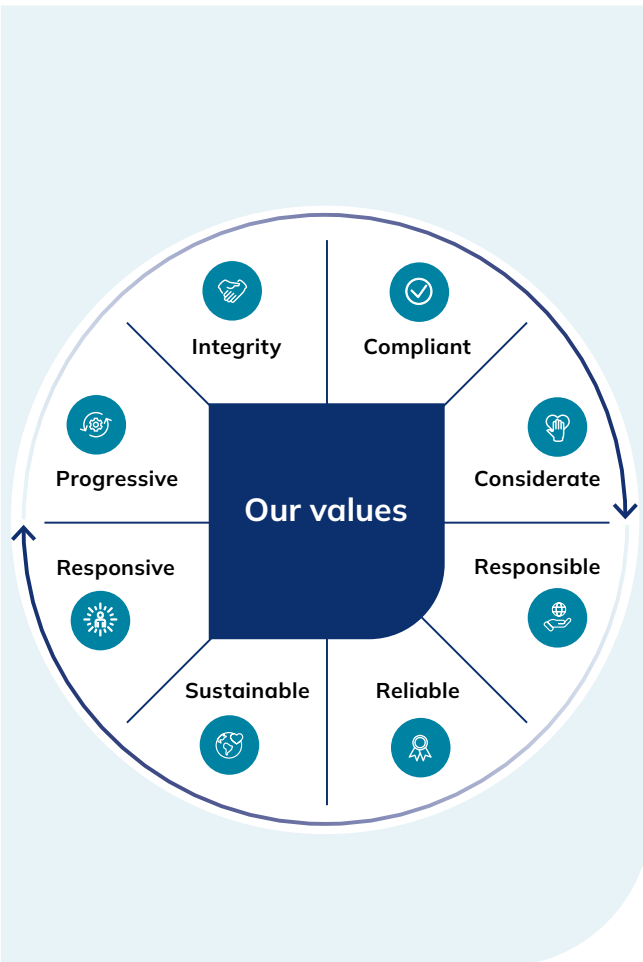 Integrity
Compliant
Progressive
Considerate
Our values
Responsive
Responsible
Sustainable
Reliable